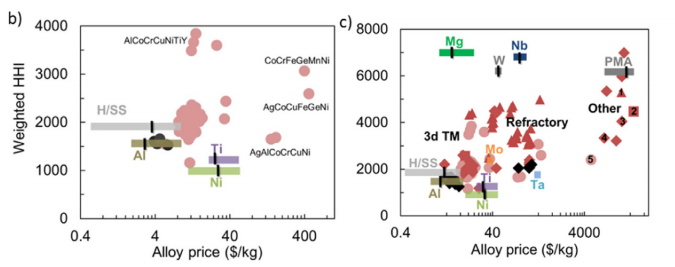 b)
Weighted HHI
4000
3000
2000
1000
0
0.4
4
40
400
Alloy price ($/kg)
AlCoCrCuNiTiY
CoCrFeGeMnNi
AgCoCuFeGeNi
AgAlCoCrCuNi
H/SS
Al
Ti
Ni
c)
8000
6000
4000
2000
0
0.4
40
4000
Alloy price ($/kg)
Mg
W
Nb
PMA
Other
1
2
3
4
5
Refractory
3d TM
Mo
H/SS
Ti
Al
Ni
Ta